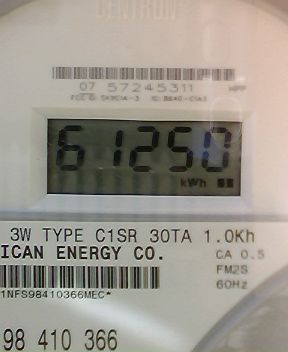 CENTRON
07 57245311
61250
kWh
3W TYPE C1SR 30TA 1.0Kh
ICAN ENERGY CO.
CA 0.5
FM2S
60Hz
1NFS98410366MEC*
98 410 366